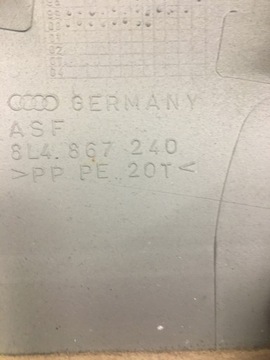 GERMANY
ASF
8L4. 867 240
>PP PE. 20T<